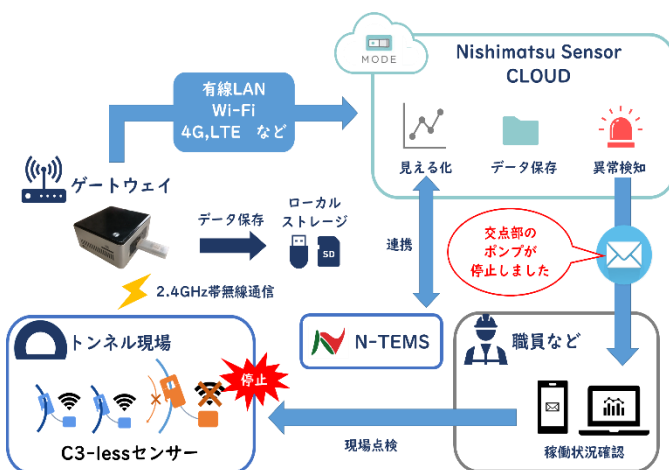 MODE
Nishimatsu Sensor
CLOUD
有線LAN
Wi-Fi
4G,LTE　など
見える化
データ保存
異常検知
ゲートウェイ
データ保存
ローカル
ストレージ
SD
連携
交点部の
ポンプが
停止しました
2.4GHz帯無線通信
N-TEMS
トンネル現場
停止
C3-lessセンサー
職員など
稼働状況確認
現場点検